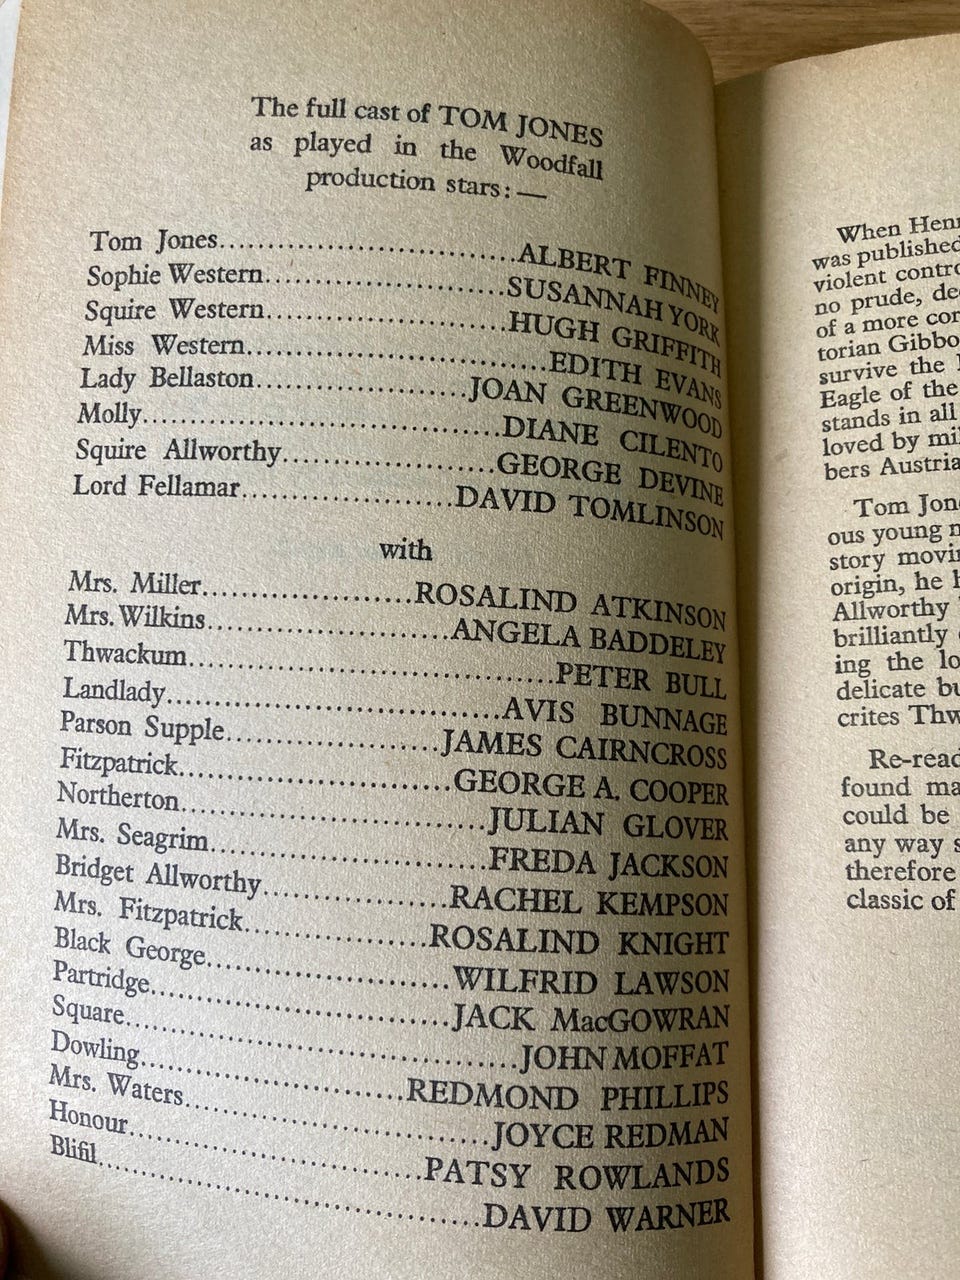 The full cast of TOM JONES
as played in the Woodfall
production stars:—
Tom Jones........................ALBERT FINNEY
Sophie Western....................SUSANNAH YORK
Squire Western....................HUGH GRIFFITH
Miss Western.........................EDITH EVANS
Lady Bellaston.................JOAN GREENWOOD
Molly.............................DIANE CILENTO
Squire Allworthy.................GEORGE DEVINE
Lord Fellamar.................DAVID TOMLINSON
with
Mrs. Miller.................ROSALIND ATKINSON
Mrs. Wilkins...................ANGELA BADDELEY
Thwackum.............................PETER BULL
Landlady..........................AVIS BUNNAGE
Parson Supple.................JAMES CAIRNCROSS
Fitzpatrick....................GEORGE A. COOPER
Northerton.......................JULIAN GLOVER
Mrs. Seagrim....................FREDA JACKSON
Bridget Allworthy..............RACHEL KEMPSON
Mrs. Fitzpatrick..............ROSALIND KNIGHT
Black George..................WILFRID LAWSON
Partridge......................JACK MacGOWRAN
Square............................JOHN MOFFAT
Dowling....................REDMOND PHILLIPS
Mrs. Waters.......................JOYCE REDMAN
Honour......................PATSY ROWLANDS
Blifil............................DAVID WARNER
When Henr
was published
violent contro
no prude, de
of a more cor
torian Gibbo
survive the
Eagle of the
stands in all
loved by mil
bers Austria
Tom Jon
ous young
story movi
origin, he
Allworthy
brilliantly
ing the lo
delicate bu
crites Thw
Re-read
found ma
could be
any way s
therefore
classic of